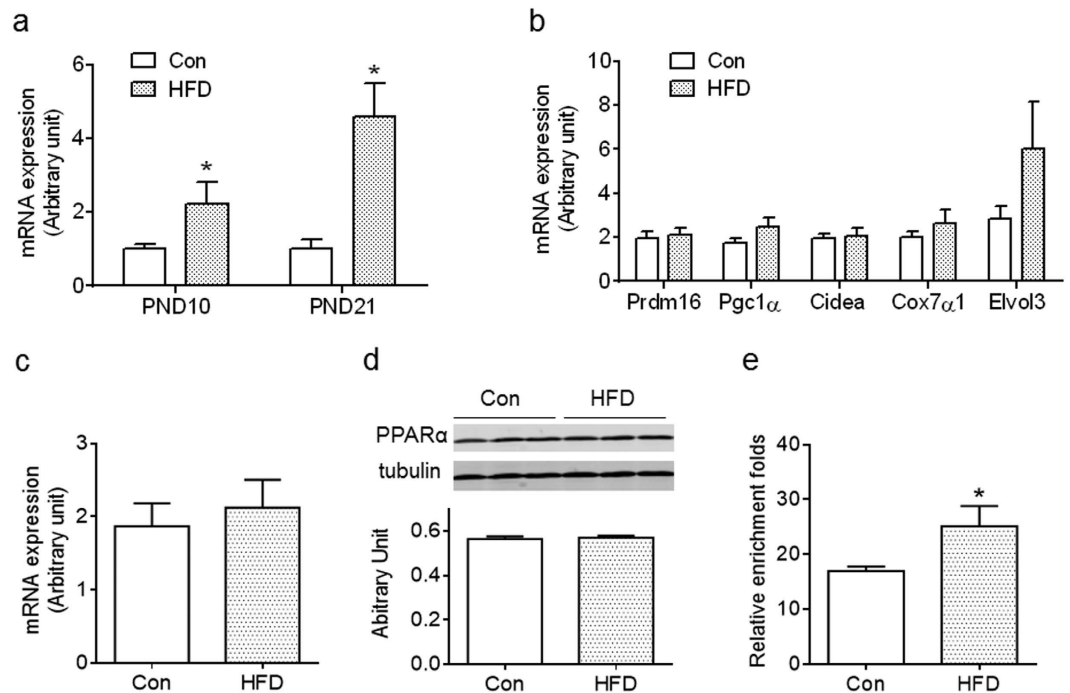 a
Con
HFD
mRNA expression
(Arbitrary unit)
6
4
2
0
*
*
PND10 PND21
b
Con
HFD
mRNA expression
(Arbitrary unit)
10
8
6
4
2
0
Prdm16 Pgc1α Cidea Cox7α1 Elvol3
c
mRNA expression
(Arbitrary unit)
3
2
1
0
Con HFD
d
Con HFD
PPARα
tubulin
Abitrary Unit
0.6
0.4
0.2
0.0
Con HFD
e
Relative enrichment folds
40
30
20
10
0
*
Con HFD